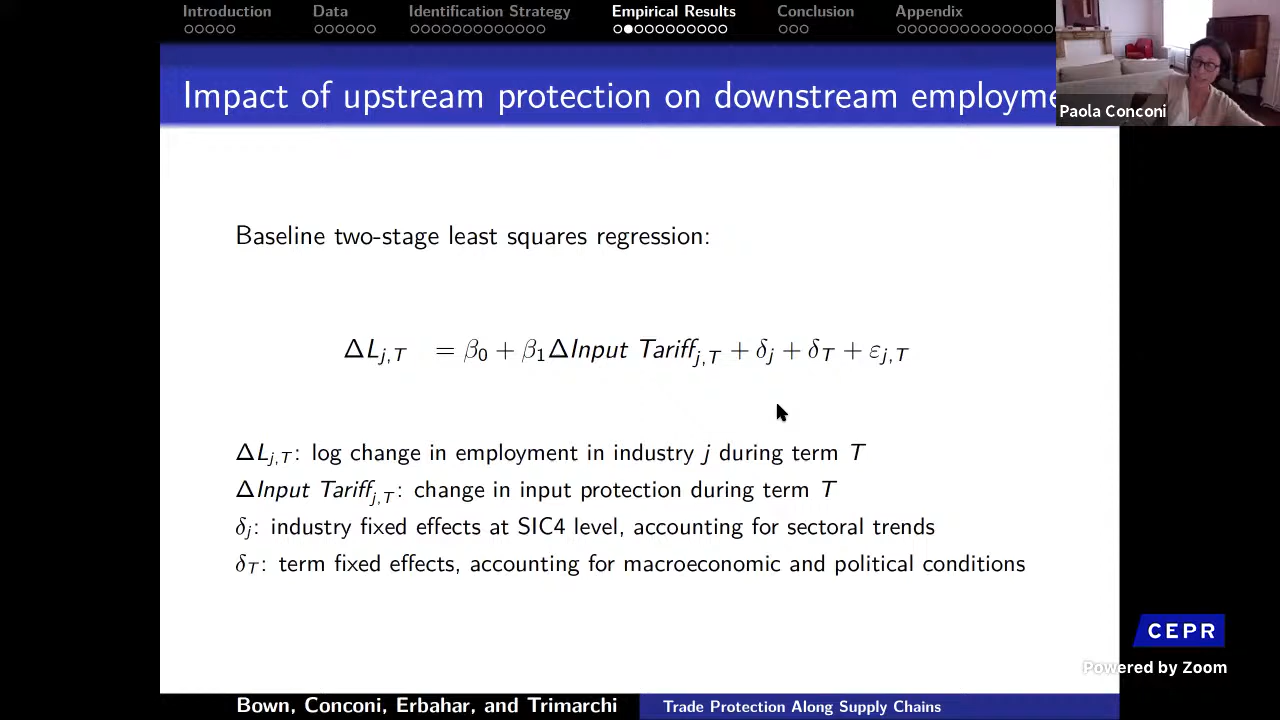 Introduction Data Identification Strategy Empirical Results Conclusion Appendix
Impact of upstream protection on downstream employme
Paola Conconi
Baseline two-stage least squares regression:
ΔL_{j,T} = β_0 + β_1ΔInput Tariff_{j,T} + δ_j + δ_T + ε_{j,T}
ΔL_{j,T}: log change in employment in industry j during term T
ΔInput Tariff_{j,T}: change in input protection during term T
δ_j: industry fixed effects at SIC4 level, accounting for sectoral trends
δ_T: term fixed effects, accounting for macroeconomic and political conditions
CEPR
Powered by Zoom
Bown, Conconi, Erbahar, and Trimarchi Trade Protection Along Supply Chains